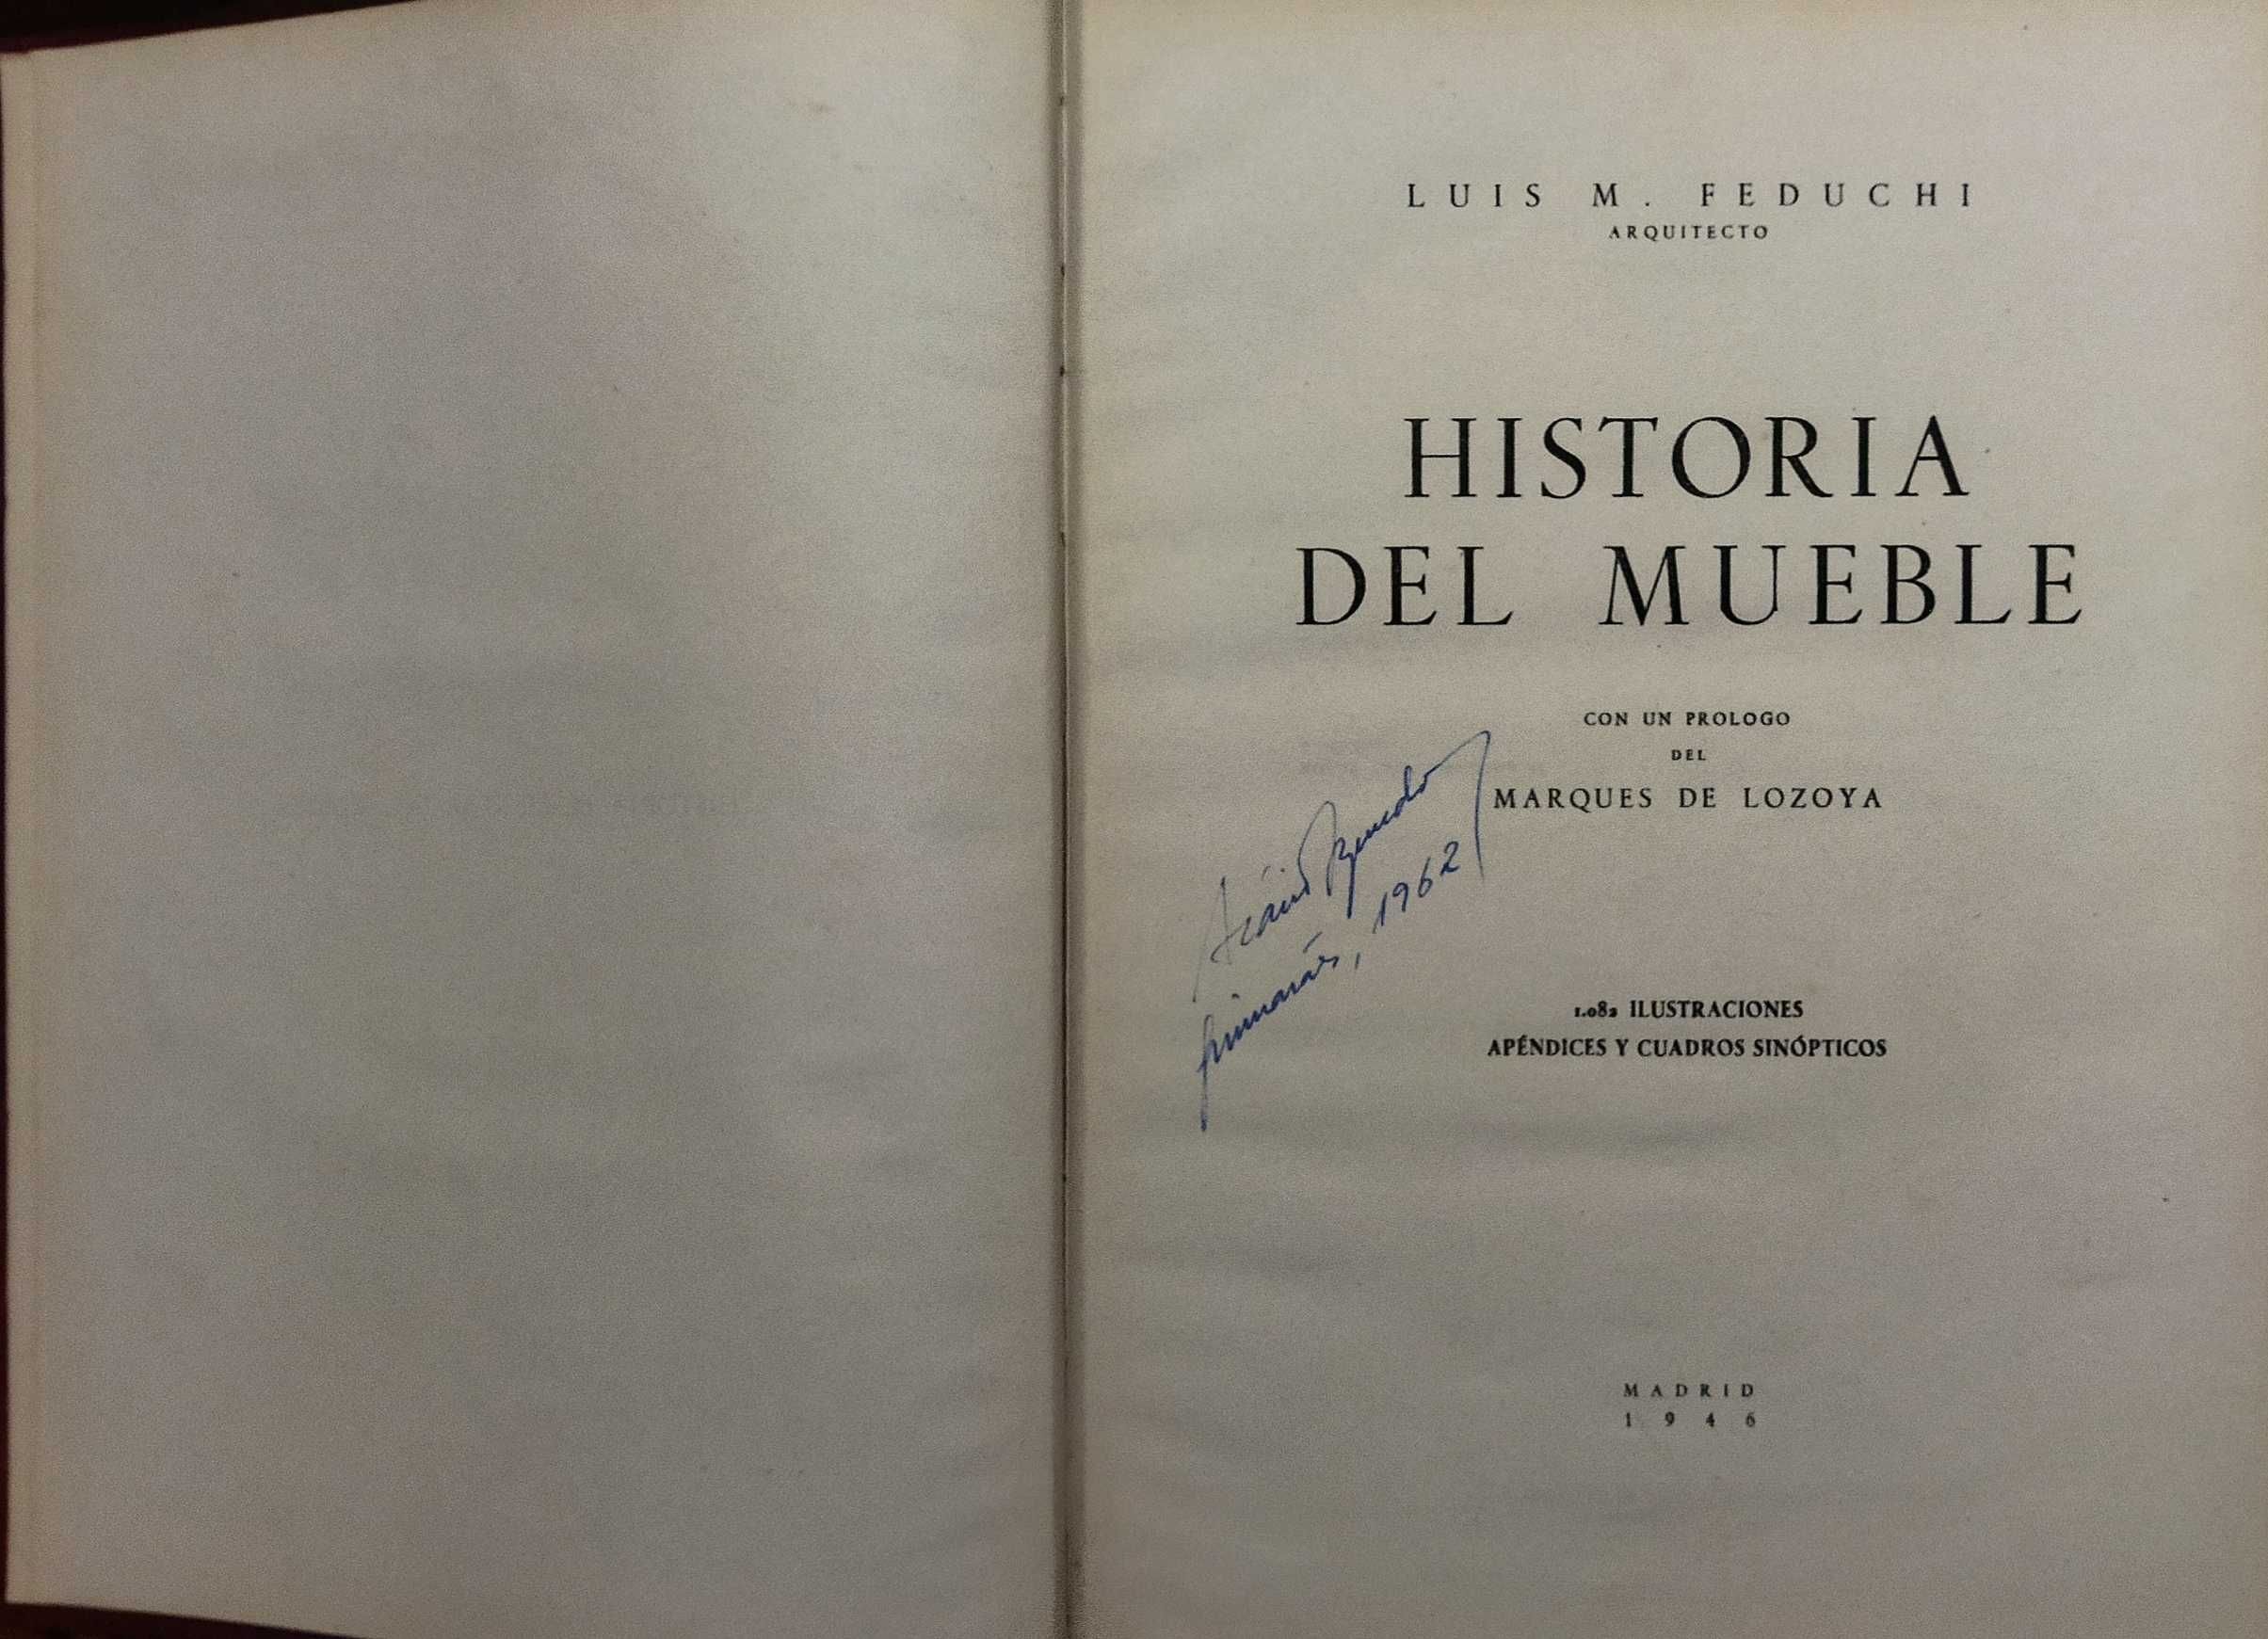 LUIS M. FEDUCHI
ARQUITECTO
HISTORIA
DEL MUEBLE
CON UN PROLOGO
DEL
MARQUES DE LOZOYA
1962
1.082 ILUSTRACIONES
APÉNDICES Y CUADROS SINÓPTICOS
MADRID
1946